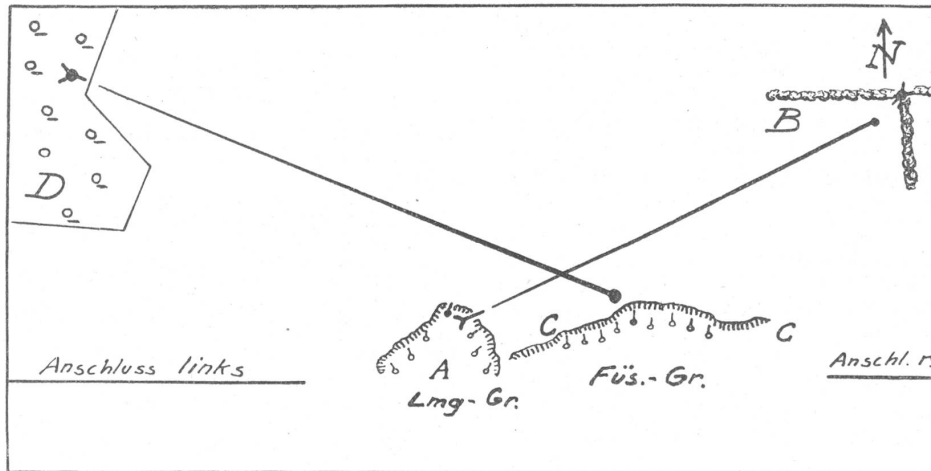 N
B
D
C
C
Anschluss links
A
Füs.-Gr.
Anschl. r.
Lmg-Gr.